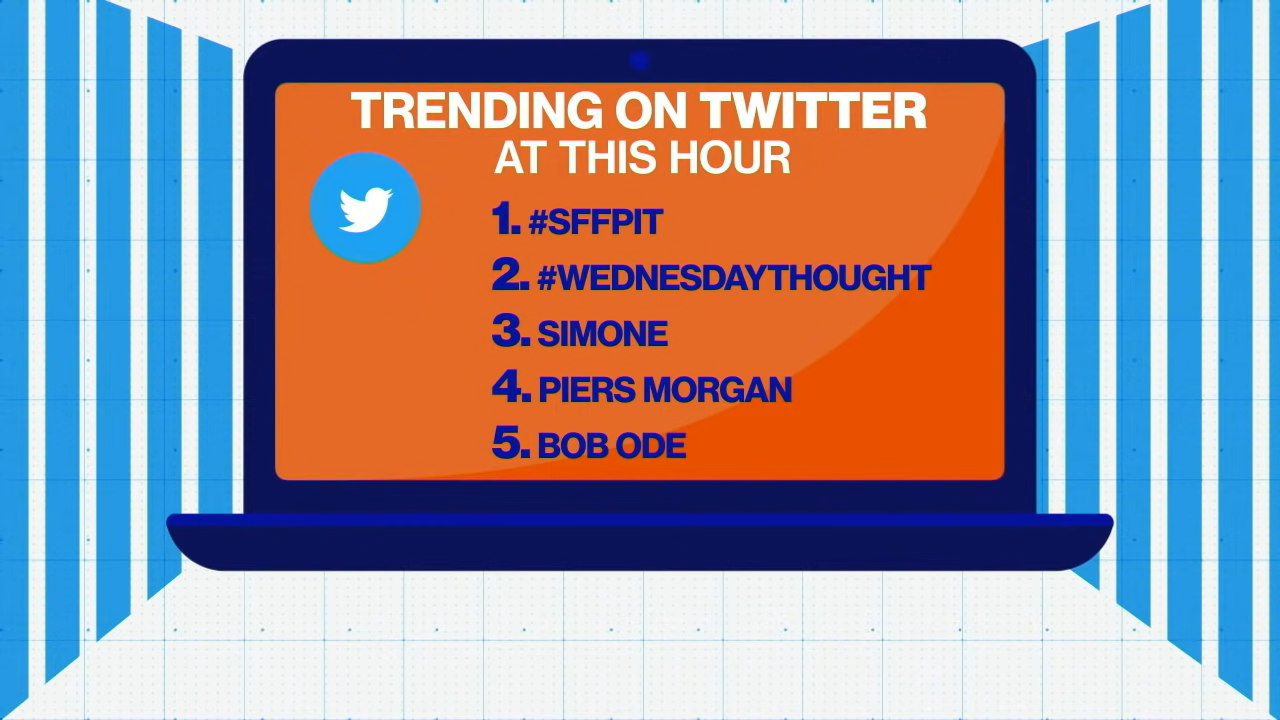 TRENDING ON TWITTER
AT THIS HOUR
1. #SFFPIT
2. #WEDNESDAYTHOUGHT
3. SIMONE
4. PIERS MORGAN
5. BOB ODE